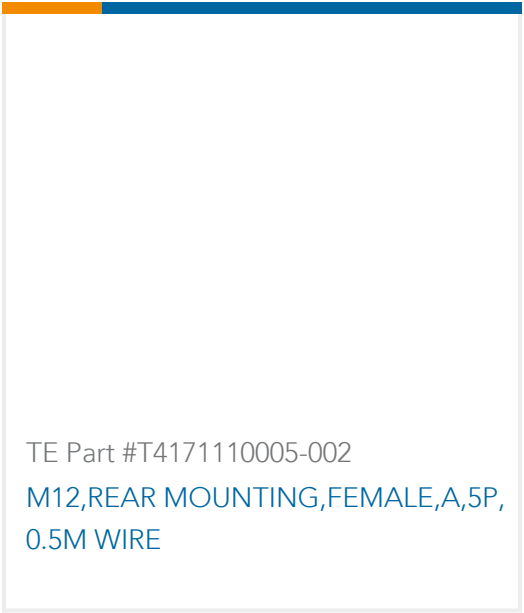 TE Part #T4171110005-002
M12,REAR MOUNTING,FEMALE,A,5P,
0.5M WIRE